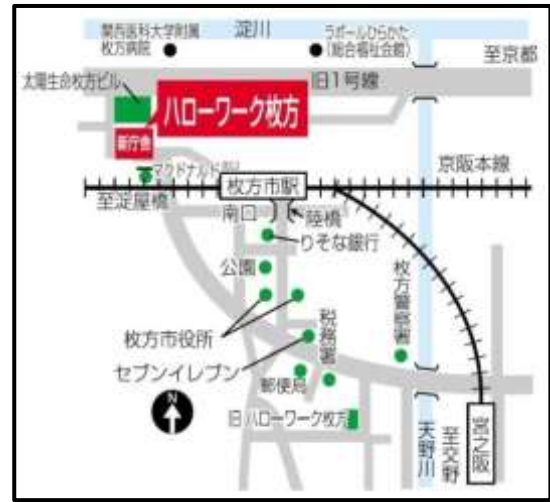 関西医科大学附属
枚方病院
淀川
ラポールひらかた
(総合福祉会館)
至京都
太陽生命枚方ビル
旧1号線
ハローワーク枚方
新庁舎
マクドナルド
京阪本線
枚方市駅
至淀屋橋
南口
陸橋
りそな銀行
公園
枚方警察署
税務署
枚方市役所
セブンイレブン
郵便局
N
旧 ハローワーク枚方
天野川
至交野
宮之阪